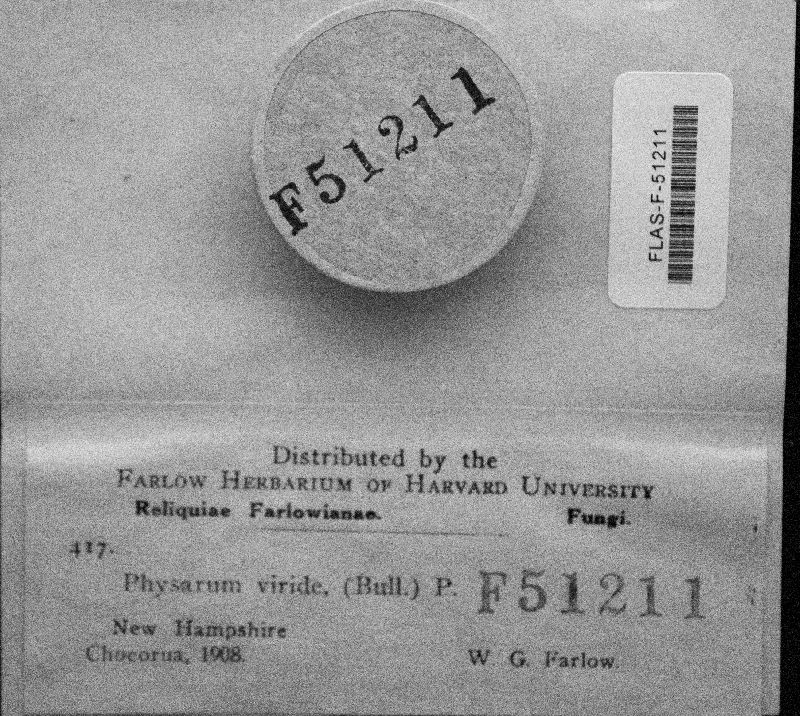 F51211
FLAS-F-51211
Distributed by the
FARLOW HERBARIUM OF HARVARD UNIVERSITY
Reliquiae Farlowianae. Fungi.
417.
Physarum viride, (Bull.) P. F51211
New Hampshire
Chocorua, 1908.
W. G. Farlow.